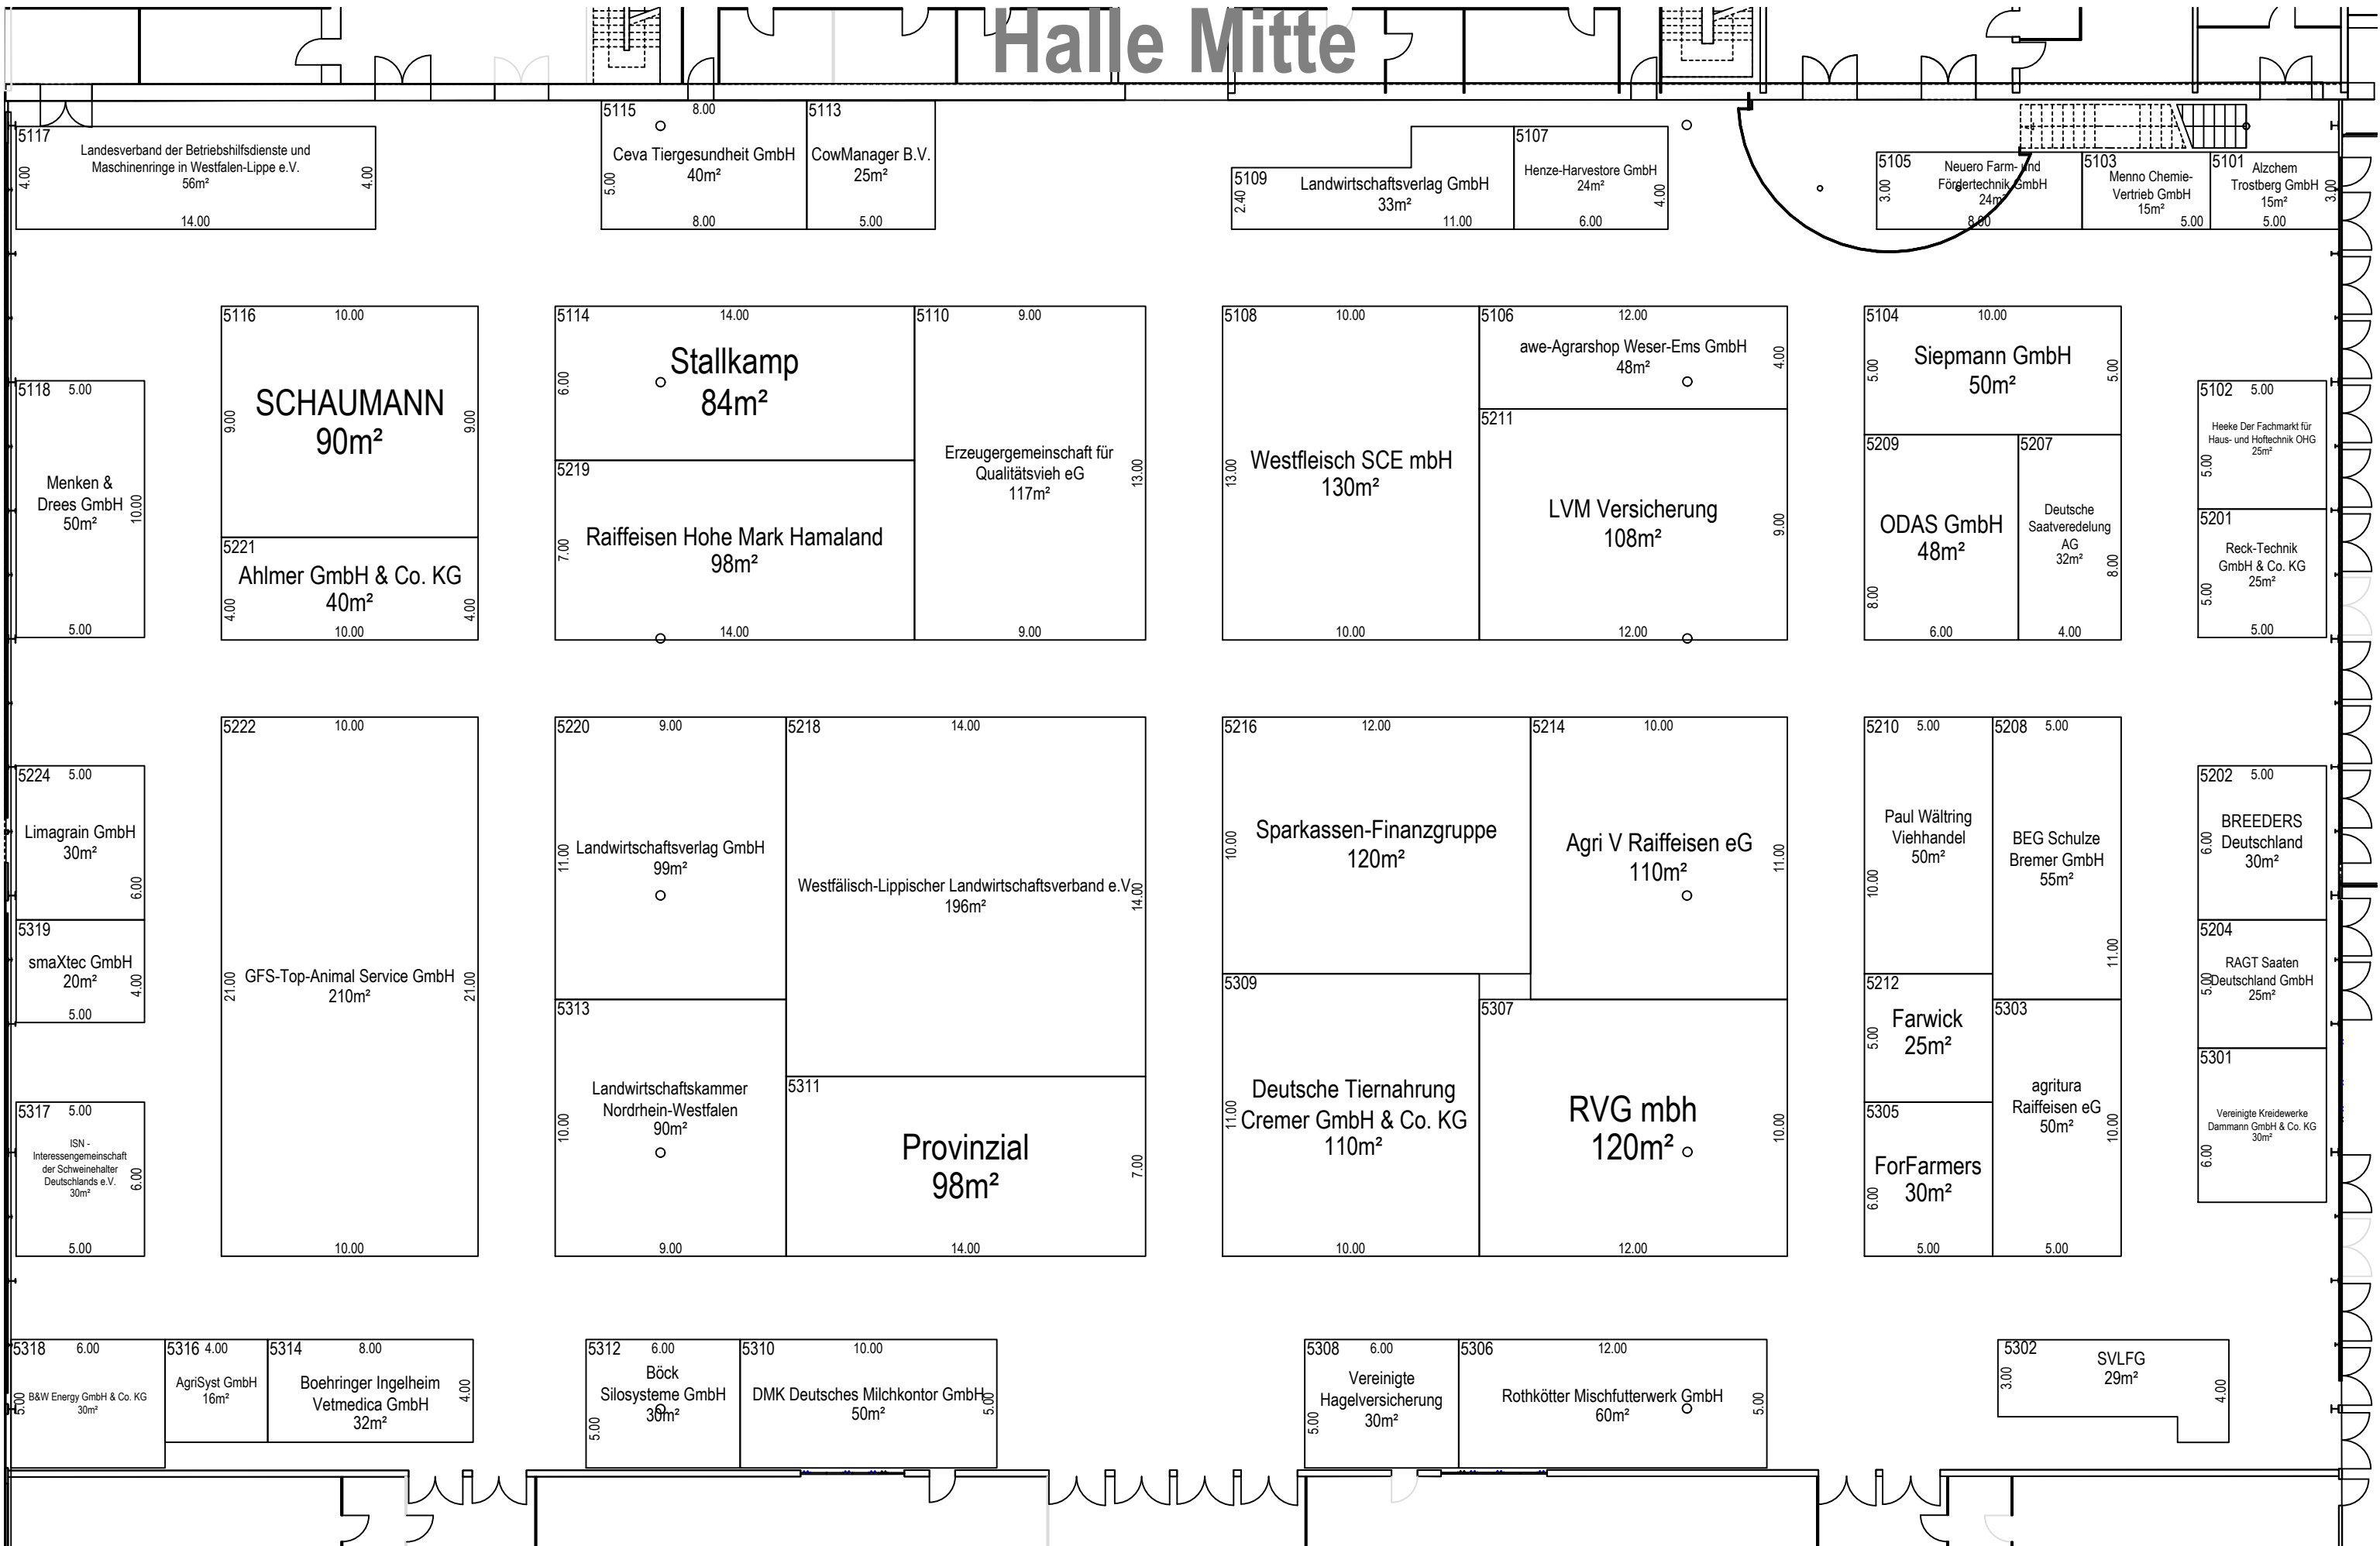 Halle Mitte
5117
Landesverband der Betriebshilfsdienste und
Maschinenringe in Westfalen-Lippe e.V.
56m²
4.00
4.00
14.00
5115
8.00
Ceva Tiergesundheit GmbH
40m²
5.00
8.00
5113
CowManager B.V.
25m²
5.00
5109
Landwirtschaftsverlag GmbH
33m²
2.40
11.00
5107
Henze-Harvestore GmbH
24m²
4.00
6.00
5105
Neuero Farm- und
Fördertechnik GmbH
24m²
3.00
8.00
5103
Menno Chemie-
Vertrieb GmbH
15m²
5.00
5101
Alzchem
Trostberg GmbH
15m²
3.00
5.00
5118
5.00
Menken &
Drees GmbH
50m²
10.00
5.00
5116
10.00
SCHAUMANN
90m²
9.00
9.00
5221
Ahlmer GmbH & Co. KG
40m²
4.00
4.00
10.00
5114
14.00
Stallkamp
84m²
6.00
5219
Raiffeisen Hohe Mark Hamaland
98m²
7.00
14.00
5110
9.00
Erzeugergemeinschaft für
Qualitätsvieh eG
117m²
13.00
9.00
5108
10.00
Westfleisch SCE mbH
130m²
13.00
10.00
5106
12.00
awe-Agrarshop Weser-Ems GmbH
48m²
4.00
5211
LVM Versicherung
108m²
9.00
12.00
5104
10.00
Siepmann GmbH
50m²
5.00
5.00
5209
ODAS GmbH
48m²
8.00
6.00
5207
Deutsche
Saatveredelung
AG
32m²
8.00
4.00
5102
5.00
Heeke Der Fachmarkt für
Haus- und Hoftechnik OHG
25m²
5.00
5201
Reck-Technik
GmbH & Co. KG
25m²
5.00
5.00
5224
5.00
Limagrain GmbH
30m²
6.00
5319
smaXtec GmbH
20m²
4.00
5.00
5317
5.00
ISN -
Interessengemeinschaft
der Schweinehalter
Deutschlands e.V.
30m²
6.00
5.00
5222
10.00
GFS-Top-Animal Service GmbH
210m²
21.00
21.00
10.00
5220
9.00
Landwirtschaftsverlag GmbH
99m²
11.00
5218
14.00
Westfälisch-Lippischer Landwirtschaftsverband e.V.
196m²
14.00
5313
Landwirtschaftskammer
Nordrhein-Westfalen
90m²
10.00
9.00
5311
Provinzial
98m²
7.00
14.00
5216
12.00
Sparkassen-Finanzgruppe
120m²
10.00
5214
10.00
Agri V Raiffeisen eG
110m²
11.00
5309
Deutsche Tiernahrung
Cremer GmbH & Co. KG
110m²
11.00
10.00
5307
RVG mbh
120m²
10.00
12.00
5210
5.00
Paul Wältring
Viehhandel
50m²
10.00
5208
5.00
BEG Schulze
Bremer GmbH
55m²
11.00
5212
Farwick
25m²
5.00
5305
ForFarmers
30m²
6.00
5.00
5303
agritura
Raiffeisen eG
50m²
10.00
5.00
5202
5.00
BREEDERS
Deutschland
30m²
6.00
5204
RAGT Saaten
Deutschland GmbH
25m²
5.00
5301
Vereinigte Kreidewerke
Dammann GmbH & Co. KG
30m²
6.00
5318
6.00
B&W Energy GmbH & Co. KG
30m²
5.00
5316
4.00
AgriSyst GmbH
16m²
5314
8.00
Boehringer Ingelheim
Vetmedica GmbH
32m²
4.00
5312
6.00
Böck
Silosysteme GmbH
30m²
5.00
5310
10.00
DMK Deutsches Milchkontor GmbH
50m²
5.00
5308
6.00
Vereinigte
Hagelversicherung
30m²
5.00
5306
12.00
Rothkötter Mischfutterwerk GmbH
60m²
5.00
5302
SVLFG
29m²
3.00
4.00